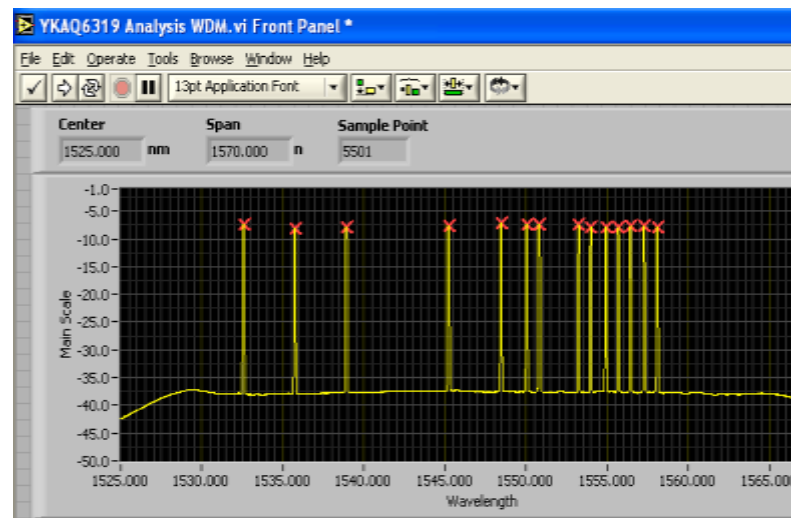 YKAQ6319 Analysis WDM.vi Front Panel *
File Edit Operate Tools Browse Window Help
13pt Application Font
Center Span Sample Point
1525.000 nm 1570.000 n 5501
-1.0
-5.0
-10.0
-15.0
-20.0
-25.0
-30.0
-35.0
-40.0
-45.0
-50.0
Main Scale
1525.000 1530.000 1535.000 1540.000 1545.000 1550.000 1555.000 1560.000 1565.00
Wavelength